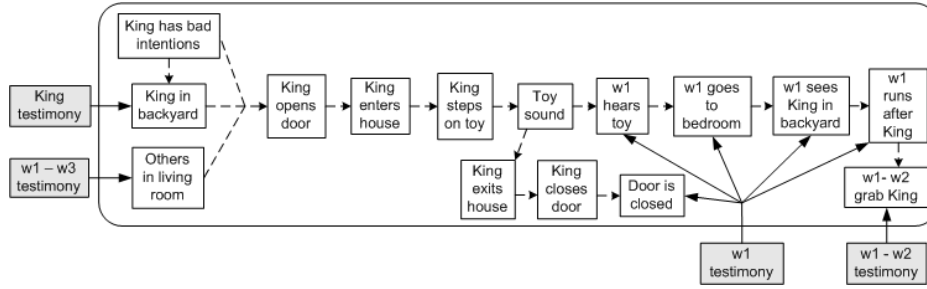 King has bad
intentions
King
testimony
King in
backyard
w1 – w3
testimony
Others
in living
room
King
opens
door
King
enters
house
King
steps
on toy
Toy
sound
w1
hears
toy
w1 goes
to
bedroom
w1 sees
King in
backyard
w1
runs
after
King
King
exits
house
King
closes
door
Door is
closed
w1- w2
grab King
w1
testimony
w1 - w2
testimony